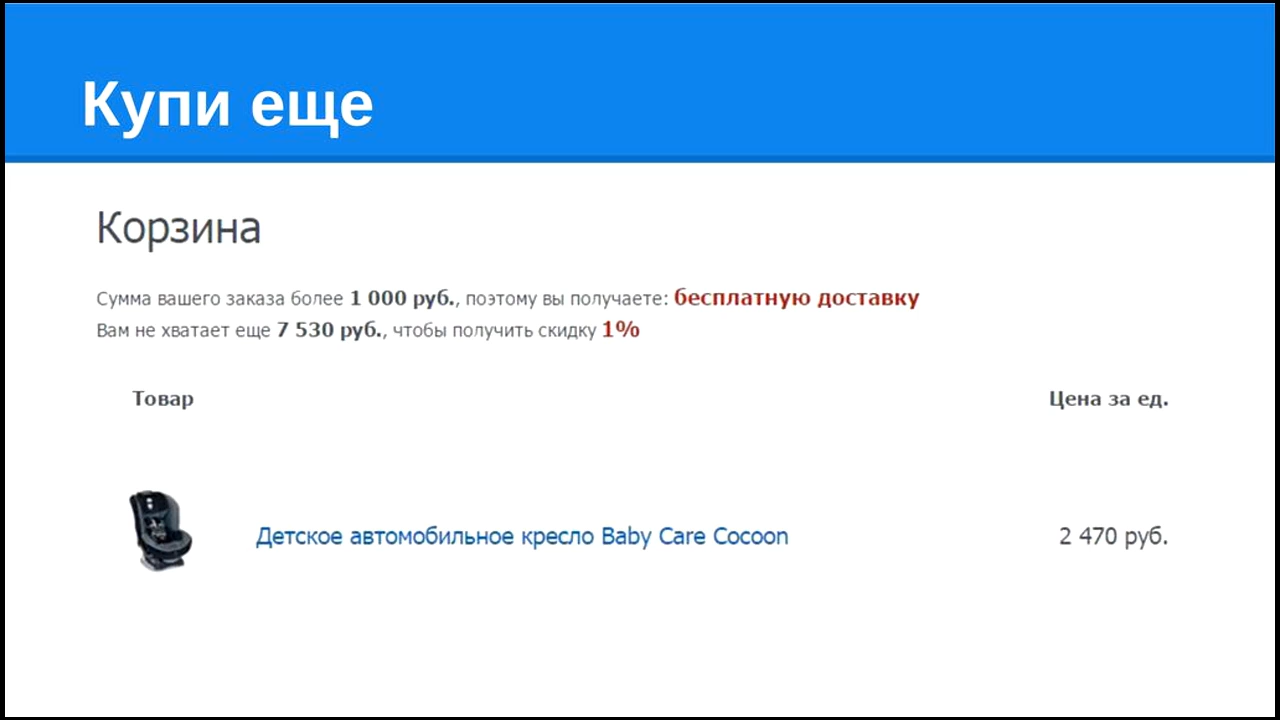 Купи еще
Корзина
Сумма вашего заказа более 1 000 руб., поэтому вы получаете: бесплатную доставку
Вам не хватает еще 7 530 руб., чтобы получить скидку 1%
Товар Цена за ед.
Детское автомобильное кресло Baby Care Cocoon 2 470 руб.